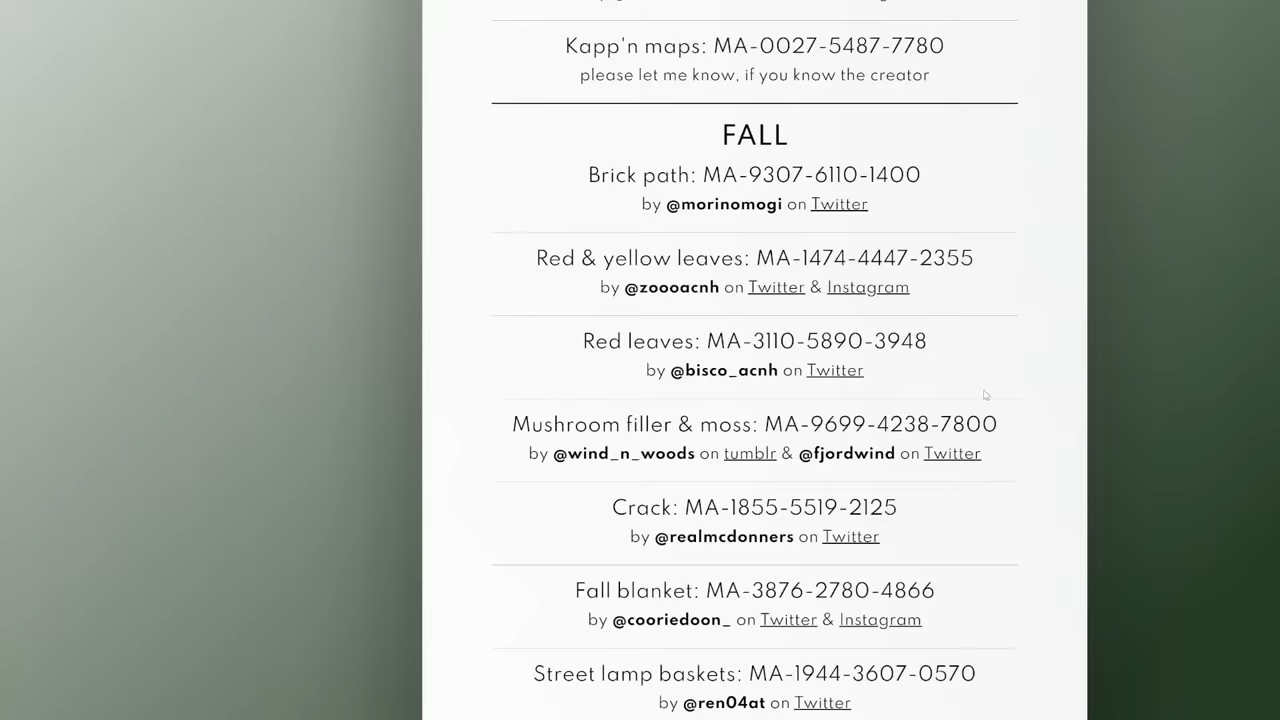 Kapp'n maps: MA-0027-5487-7780
please let me know, if you know the creator
FALL
Brick path: MA-9307-6110-1400
by @morinomogi on Twitter
Red & yellow leaves: MA-1474-4447-2355
by @zoooacnh on Twitter & Instagram
Red leaves: MA-3110-5890-3948
by @bisco_acnh on Twitter
Mushroom filler & moss: MA-9699-4238-7800
by @wind_n_woods on tumblr & @fjordwind on Twitter
Crack: MA-1855-5519-2125
by @realmcdonners on Twitter
Fall blanket: MA-3876-2780-4866
by @cooriedoon_ on Twitter & Instagram
Street lamp baskets: MA-1944-3607-0570
by @ren04at on Twitter